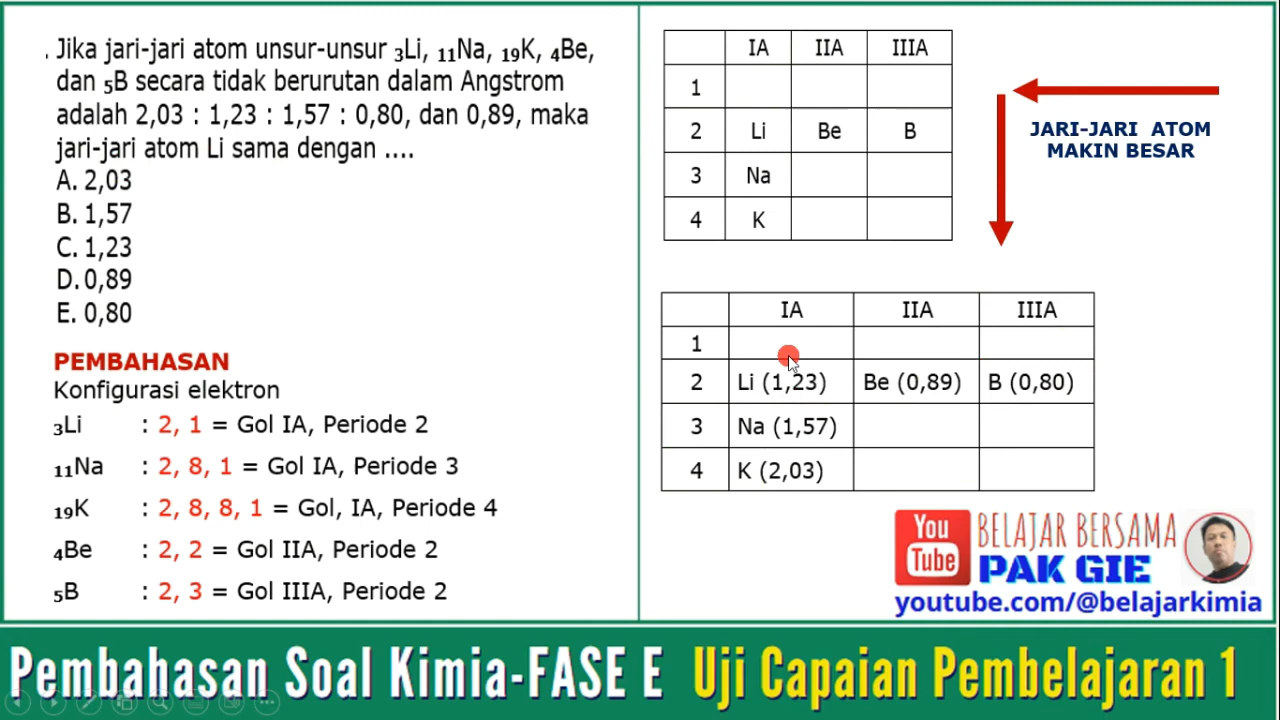 . Jika jari-jari atom unsur-unsur ₃Li, ₁₁Na, ₁₉K, ₄Be,
dan ₅B secara tidak berurutan dalam Angstrom
adalah 2,03 : 1,23 : 1,57 : 0,80, dan 0,89, maka
jari-jari atom Li sama dengan ....
A. 2,03
B. 1,57
C. 1,23
D. 0,89
E. 0,80
PEMBAHASAN
Konfigurasi elektron
₃Li : 2, 1 = Gol IA, Periode 2
₁₁Na : 2, 8, 1 = Gol IA, Periode 3
₁₉K : 2, 8, 8, 1 = Gol, IA, Periode 4
₄Be : 2, 2 = Gol IIA, Periode 2
₅B : 2, 3 = Gol IIIA, Periode 2
IA IIA IIIA
1
2 Li Be B
3 Na
4 K
JARI-JARI ATOM
MAKIN BESAR
IA IIA IIIA
1
2 Li (1,23) Be (0,89) B (0,80)
3 Na (1,57)
4 K (2,03)
You
Tube
BELAJAR BERSAMA
PAK GIE
youtube.com/@belajarkimia
Pembahasan Soal Kimia-FASE E Uji Capaian Pembelajaran 1